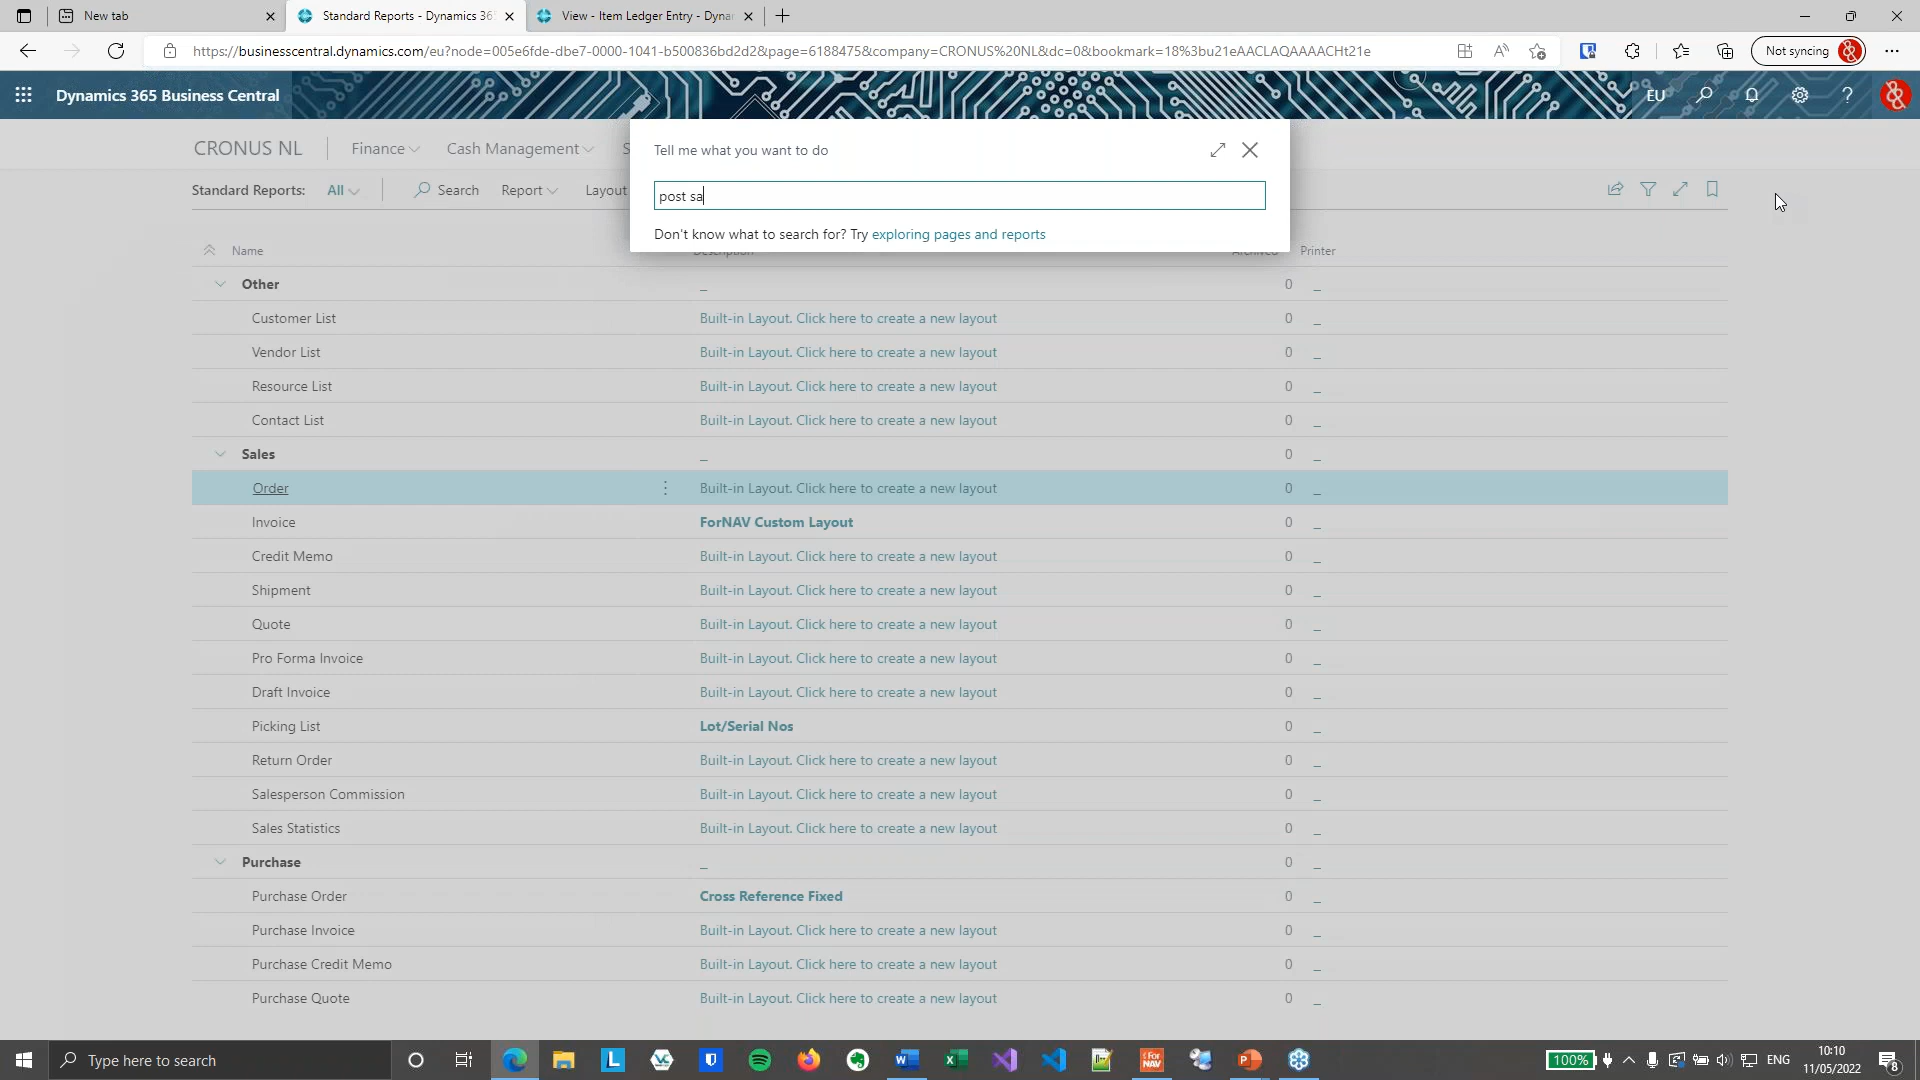 New tab
Standard Reports - Dynamics 365
View - Item Ledger Entry - Dyna
https://businesscentral.dynamics.com/eu?node=005e6fde-dbe7-0000-1041-b500836bd2d2&page=6188475&company=CRONUS%20NL&dc=0&bookmark=18%3bu21eAACLAQAAAACHt21e
Not syncing
Dynamics 365 Business Central
EU
CRONUS NL
Finance
Cash Management
S
Tell me what you want to do
post sa
Don't know what to search for? Try exploring pages and reports
Standard Reports: All Search Report Layout
Name Description Archived Printer
Other _ 0 _
Customer List Built-in Layout. Click here to create a new layout 0 _
Vendor List Built-in Layout. Click here to create a new layout 0 _
Resource List Built-in Layout. Click here to create a new layout 0 _
Contact List Built-in Layout. Click here to create a new layout 0 _
Sales _ 0 _
Order Built-in Layout. Click here to create a new layout 0 _
Invoice ForNAV Custom Layout 0 _
Credit Memo Built-in Layout. Click here to create a new layout 0 _
Shipment Built-in Layout. Click here to create a new layout 0 _
Quote Built-in Layout. Click here to create a new layout 0 _
Pro Forma Invoice Built-in Layout. Click here to create a new layout 0 _
Draft Invoice Built-in Layout. Click here to create a new layout 0 _
Picking List Lot/Serial Nos 0 _
Return Order Built-in Layout. Click here to create a new layout 0 _
Salesperson Commission Built-in Layout. Click here to create a new layout 0 _
Sales Statistics Built-in Layout. Click here to create a new layout 0 _
Purchase _ 0 _
Purchase Order Cross Reference Fixed 0 _
Purchase Invoice Built-in Layout. Click here to create a new layout 0 _
Purchase Credit Memo Built-in Layout. Click here to create a new layout 0 _
Purchase Quote Built-in Layout. Click here to create a new layout 0 _
Type here to search
100%
ENG
10:10
11/05/2022
8